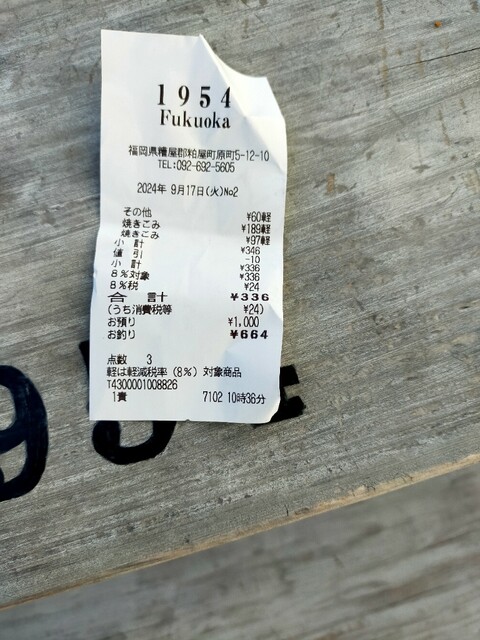 1954
Fukuoka
福岡県糟屋郡粕屋町原町5-12-10
TEL:092-692-5605
2024年 9月17日(火)No2
その他 ¥60軽
焼きこみ ¥189軽
焼きこみ ¥97軽
小 計 ¥346
値 引 -10
小 計 ¥336
8%対象 ¥336
8%税 ¥24
合 計 ¥336
(うち消費税等 ¥24)
お預り ¥1,000
お釣り ¥664
点数 3
軽は軽減税率(8%)対象商品
T4300001008826
1責 7102 10時36分